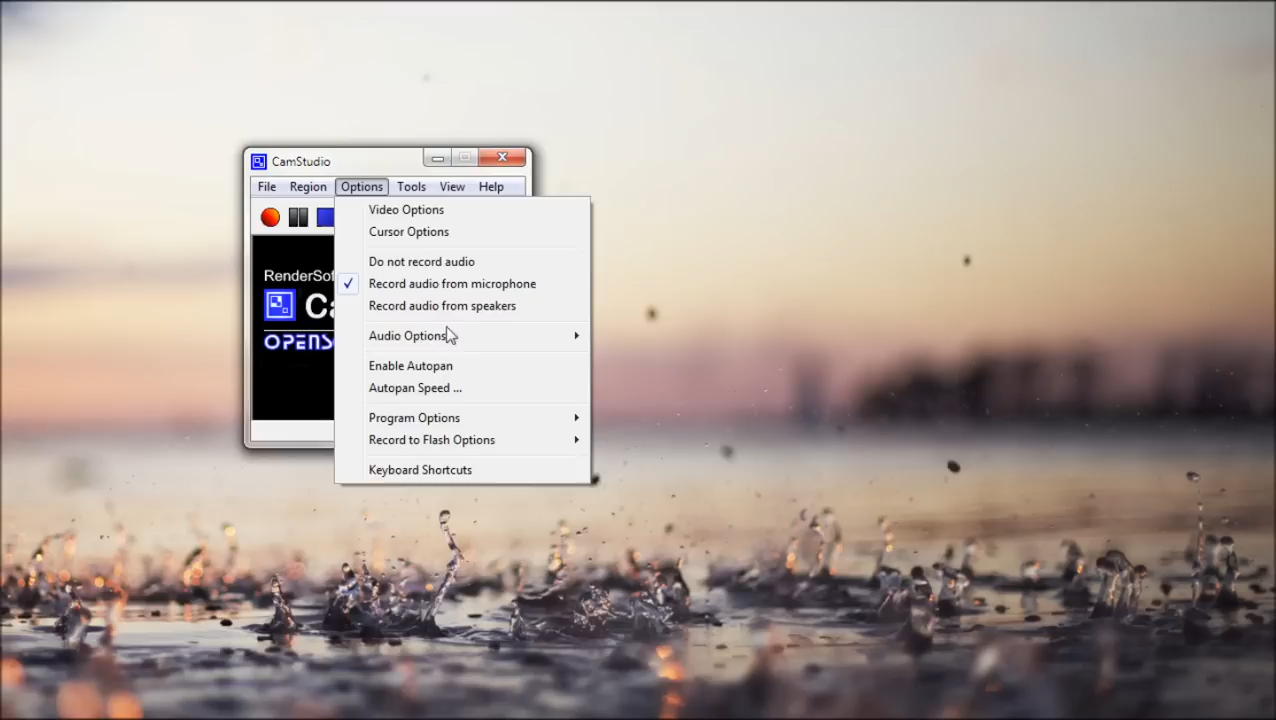 CamStudio
File Region Options Tools View Help
Video Options
Cursor Options
Do not record audio
Record audio from microphone
Record audio from speakers
Audio Options
Enable Autopan
Autopan Speed ...
Program Options
Record to Flash Options
Keyboard Shortcuts